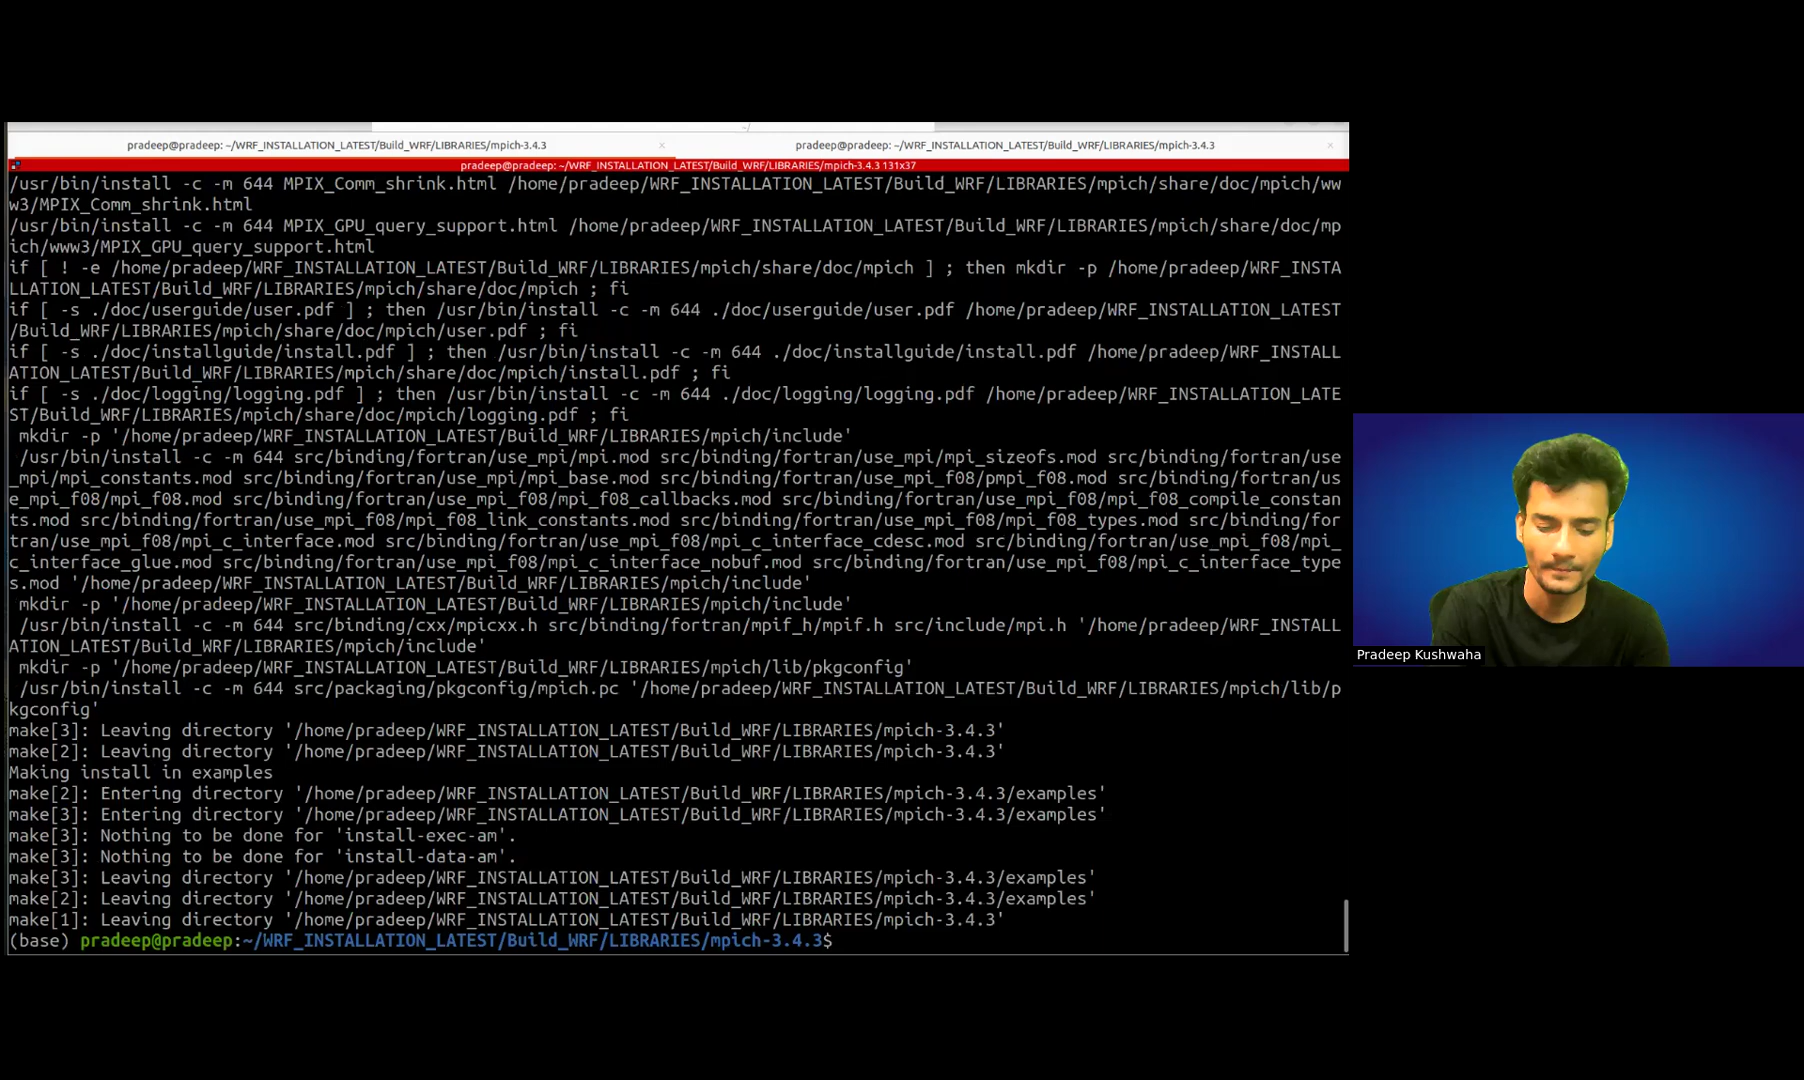 pradeep@pradeep: ~/WRF_INSTALLATION_LATEST/Build_WRF/LIBRARIES/mpich-3.4.3 × pradeep@pradeep: ~/WRF_INSTALLATION_LATEST/Build_WRF/LIBRARIES/mpich-3.4.3 ×
pradeep@pradeep: ~/WRF_INSTALLATION_LATEST/Build_WRF/LIBRARIES/mpich-3.4.3 131x37
/usr/bin/install -c -m 644 MPIX_Comm_shrink.html /home/pradeep/WRF_INSTALLATION_LATEST/Build_WRF/LIBRARIES/mpich/share/doc/mpich/ww
w3/MPIX_Comm_shrink.html
/usr/bin/install -c -m 644 MPIX_GPU_query_support.html /home/pradeep/WRF_INSTALLATION_LATEST/Build_WRF/LIBRARIES/mpich/share/doc/mp
ich/www3/MPIX_GPU_query_support.html
if [ ! -e /home/pradeep/WRF_INSTALLATION_LATEST/Build_WRF/LIBRARIES/mpich/share/doc/mpich ] ; then mkdir -p /home/pradeep/WRF_INSTA
LLATION_LATEST/Build_WRF/LIBRARIES/mpich/share/doc/mpich ; fi
if [ -s ./doc/userguide/user.pdf ] ; then /usr/bin/install -c -m 644 ./doc/userguide/user.pdf /home/pradeep/WRF_INSTALLATION_LATEST
/Build_WRF/LIBRARIES/mpich/share/doc/mpich/user.pdf ; fi
if [ -s ./doc/installguide/install.pdf ] ; then /usr/bin/install -c -m 644 ./doc/installguide/install.pdf /home/pradeep/WRF_INSTALL
ATION_LATEST/Build_WRF/LIBRARIES/mpich/share/doc/mpich/install.pdf ; fi
if [ -s ./doc/logging/logging.pdf ] ; then /usr/bin/install -c -m 644 ./doc/logging/logging.pdf /home/pradeep/WRF_INSTALLATION_LATE
ST/Build_WRF/LIBRARIES/mpich/share/doc/mpich/logging.pdf ; fi
mkdir -p '/home/pradeep/WRF_INSTALLATION_LATEST/Build_WRF/LIBRARIES/mpich/include'
/usr/bin/install -c -m 644 src/binding/fortran/use_mpi/mpi.mod src/binding/fortran/use_mpi/mpi_sizeofs.mod src/binding/fortran/use
_mpi/mpi_constants.mod src/binding/fortran/use_mpi/mpi_base.mod src/binding/fortran/use_mpi_f08/pmpi_f08.mod src/binding/fortran/us
e_mpi_f08/mpi_f08.mod src/binding/fortran/use_mpi_f08/mpi_f08_callbacks.mod src/binding/fortran/use_mpi_f08/mpi_f08_compile_constan
ts.mod src/binding/fortran/use_mpi_f08/mpi_f08_link_constants.mod src/binding/fortran/use_mpi_f08/mpi_f08_types.mod src/binding/for
tran/use_mpi_f08/mpi_c_interface.mod src/binding/fortran/use_mpi_f08/mpi_c_interface_cdesc.mod src/binding/fortran/use_mpi_f08/mpi_
c_interface_glue.mod src/binding/fortran/use_mpi_f08/mpi_c_interface_nobuf.mod src/binding/fortran/use_mpi_f08/mpi_c_interface_type
s.mod '/home/pradeep/WRF_INSTALLATION_LATEST/Build_WRF/LIBRARIES/mpich/include'
mkdir -p '/home/pradeep/WRF_INSTALLATION_LATEST/Build_WRF/LIBRARIES/mpich/include'
/usr/bin/install -c -m 644 src/binding/cxx/mpicxx.h src/binding/fortran/mpif_h/mpif.h src/include/mpi.h '/home/pradeep/WRF_INSTALL
ATION_LATEST/Build_WRF/LIBRARIES/mpich/include'
mkdir -p '/home/pradeep/WRF_INSTALLATION_LATEST/Build_WRF/LIBRARIES/mpich/lib/pkgconfig'
/usr/bin/install -c -m 644 src/packaging/pkgconfig/mpich.pc '/home/pradeep/WRF_INSTALLATION_LATEST/Build_WRF/LIBRARIES/mpich/lib/p
kgconfig'
make[3]: Leaving directory '/home/pradeep/WRF_INSTALLATION_LATEST/Build_WRF/LIBRARIES/mpich-3.4.3'
make[2]: Leaving directory '/home/pradeep/WRF_INSTALLATION_LATEST/Build_WRF/LIBRARIES/mpich-3.4.3'
Making install in examples
make[2]: Entering directory '/home/pradeep/WRF_INSTALLATION_LATEST/Build_WRF/LIBRARIES/mpich-3.4.3/examples'
make[3]: Entering directory '/home/pradeep/WRF_INSTALLATION_LATEST/Build_WRF/LIBRARIES/mpich-3.4.3/examples'
make[3]: Nothing to be done for 'install-exec-am'.
make[3]: Nothing to be done for 'install-data-am'.
make[3]: Leaving directory '/home/pradeep/WRF_INSTALLATION_LATEST/Build_WRF/LIBRARIES/mpich-3.4.3/examples'
make[2]: Leaving directory '/home/pradeep/WRF_INSTALLATION_LATEST/Build_WRF/LIBRARIES/mpich-3.4.3/examples'
make[1]: Leaving directory '/home/pradeep/WRF_INSTALLATION_LATEST/Build_WRF/LIBRARIES/mpich-3.4.3'
(base) pradeep@pradeep:~/WRF_INSTALLATION_LATEST/Build_WRF/LIBRARIES/mpich-3.4.3$
Pradeep Kushwaha